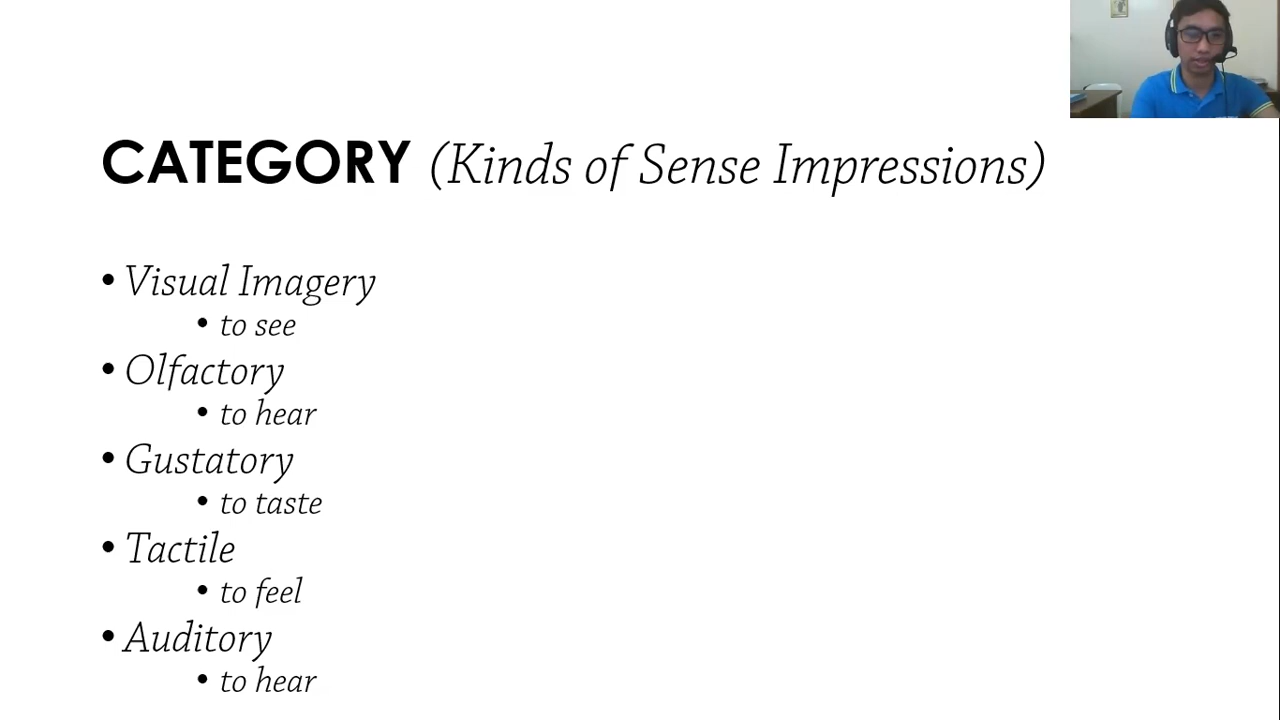 CATEGORY (Kinds of Sense Impressions)
• Visual Imagery
• to see
• Olfactory
• to hear
• Gustatory
• to taste
• Tactile
• to feel
• Auditory
• to hear